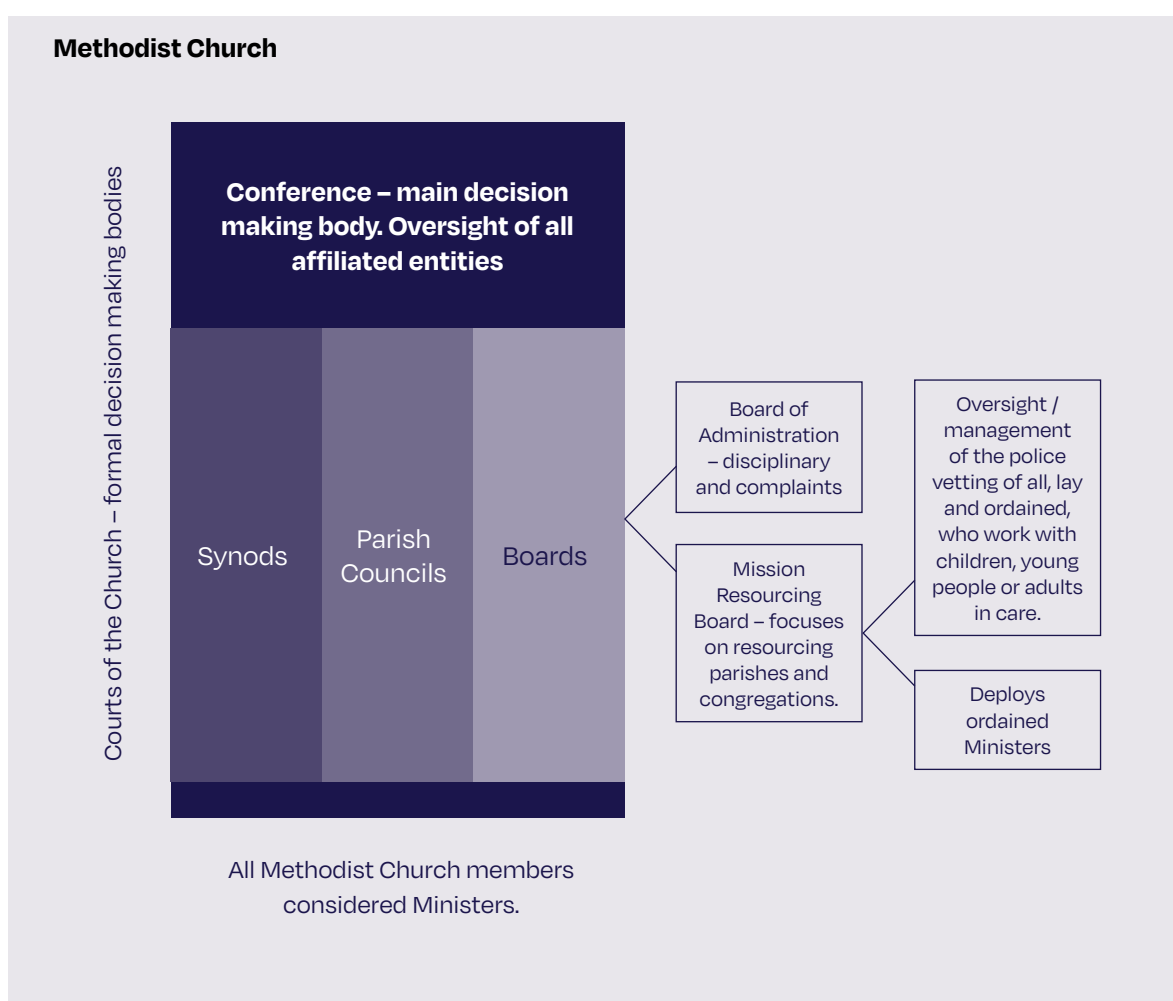 Methodist Church
Courts of the Church – formal decision making bodies
Conference – main decision
making body. Oversight of all
affiliated entities
Synods
Parish
Councils
Boards
Board of
Administration
– disciplinary
and complaints
Mission
Resourcing
Board – focuses
on resourcing
parishes and
congregations.
Oversight /
management
of the police
vetting of all, lay
and ordained,
who work with
children, young
people or adults
in care.
Deploys
ordained
Ministers
All Methodist Church members
considered Ministers.